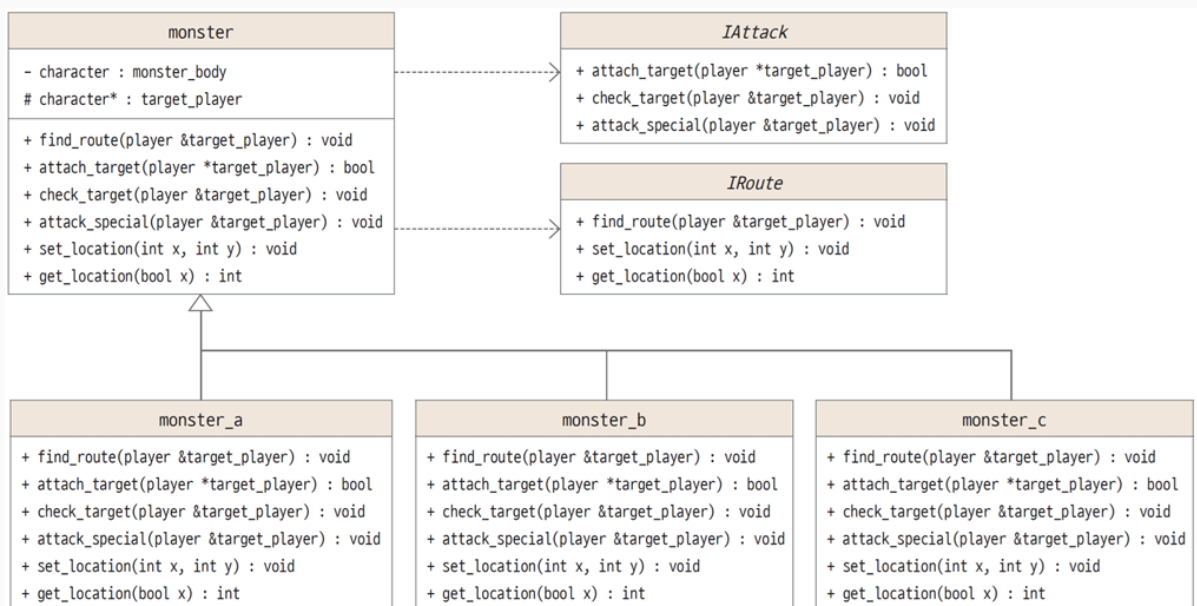 monster
- character : monster_body
# character* : target_player
+ find_route(player &target_player) : void
+ attach_target(player *target_player) : bool
+ check_target(player &target_player) : void
+ attack_special(player &target_player) : void
+ set_location(int x, int y) : void
+ get_location(bool x) : int
IAttack
+ attach_target(player *target_player) : bool
+ check_target(player &target_player) : void
+ attack_special(player &target_player) : void
IRoute
+ find_route(player &target_player) : void
+ set_location(int x, int y) : void
+ get_location(bool x) : int
monster_a
+ find_route(player &target_player) : void
+ attach_target(player *target_player) : bool
+ check_target(player &target_player) : void
+ attack_special(player &target_player) : void
+ set_location(int x, int y) : void
+ get_location(bool x) : int
monster_b
+ find_route(player &target_player) : void
+ attach_target(player *target_player) : bool
+ check_target(player &target_player) : void
+ attack_special(player &target_player) : void
+ set_location(int x, int y) : void
+ get_location(bool x) : int
monster_c
+ find_route(player &target_player) : void
+ attach_target(player *target_player) : bool
+ check_target(player &target_player) : void
+ attack_special(player &target_player) : void
+ set_location(int x, int y) : void
+ get_location(bool x) : int